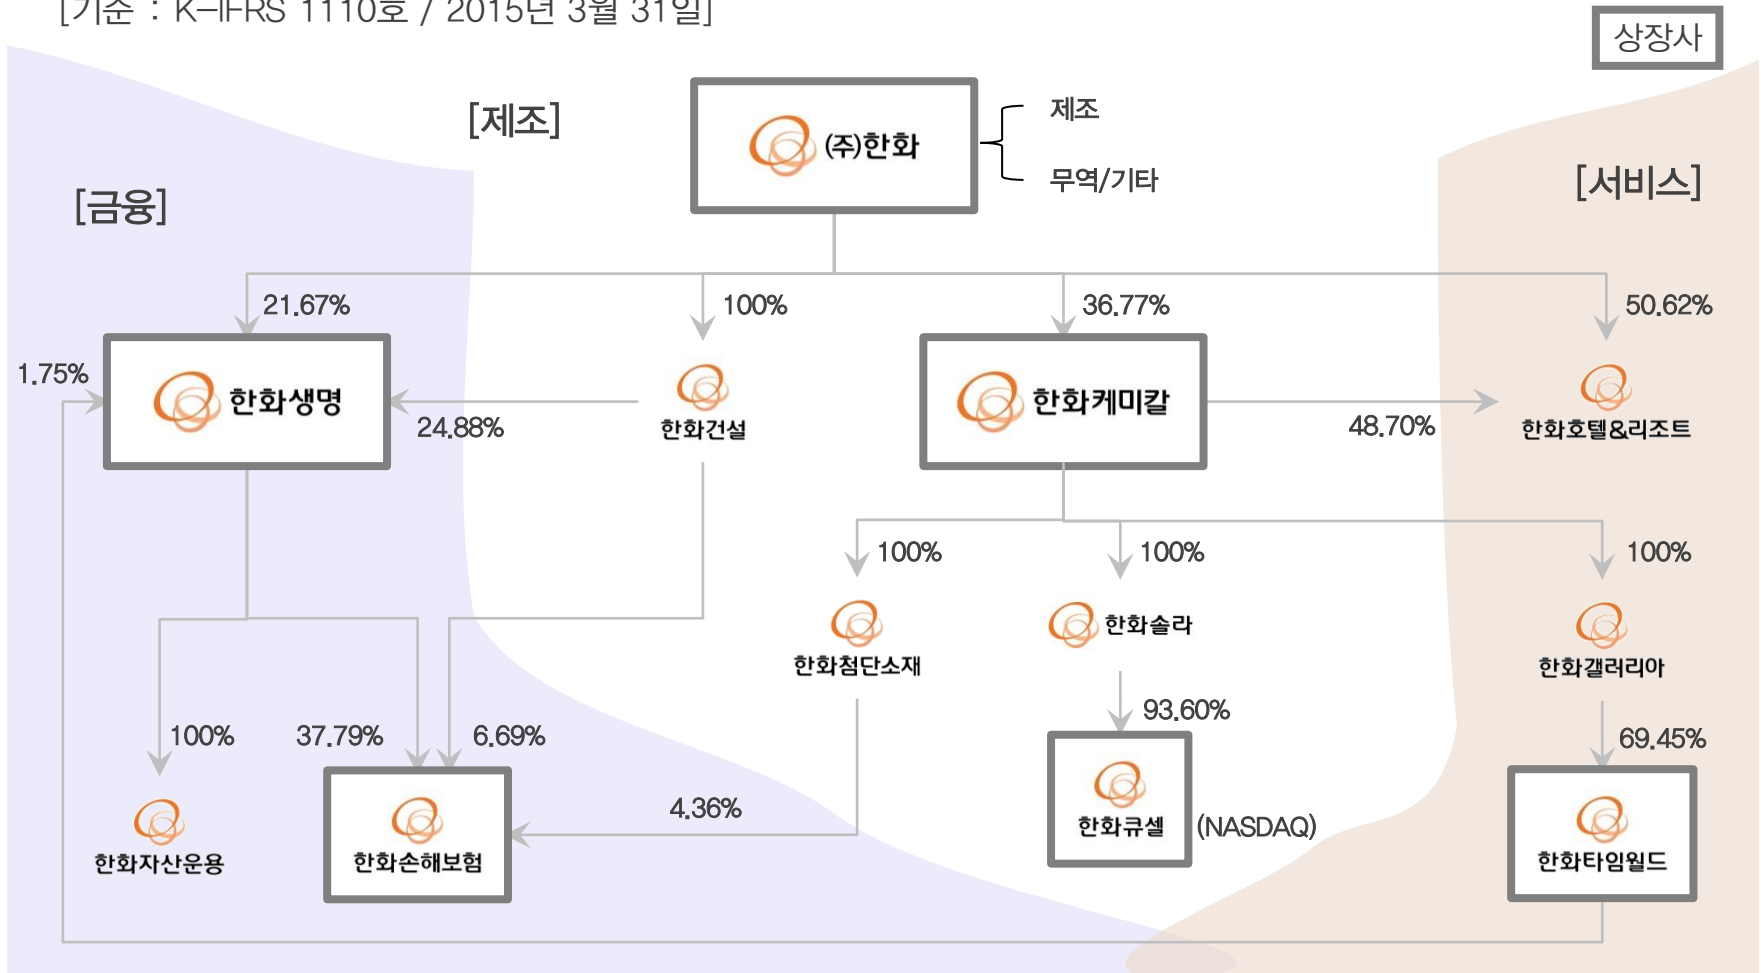 [기준 : K-IFRS 1110호 / 2015년 3월 31일]
상장사
[제조]
(주)한화
제조
무역/기타
[금융]
[서비스]
21.67%
100%
36.77%
50.62%
1.75%
한화생명
24.88%
한화건설
한화케미칼
48.70%
한화호텔&리조트
100%
100%
100%
한화첨단소재
한화솔라
한화갤러리아
100%
37.79%
6.69%
93.60%
69.45%
4.36%
한화자산운용
한화손해보험
한화큐셀
(NASDAQ)
한화타임월드